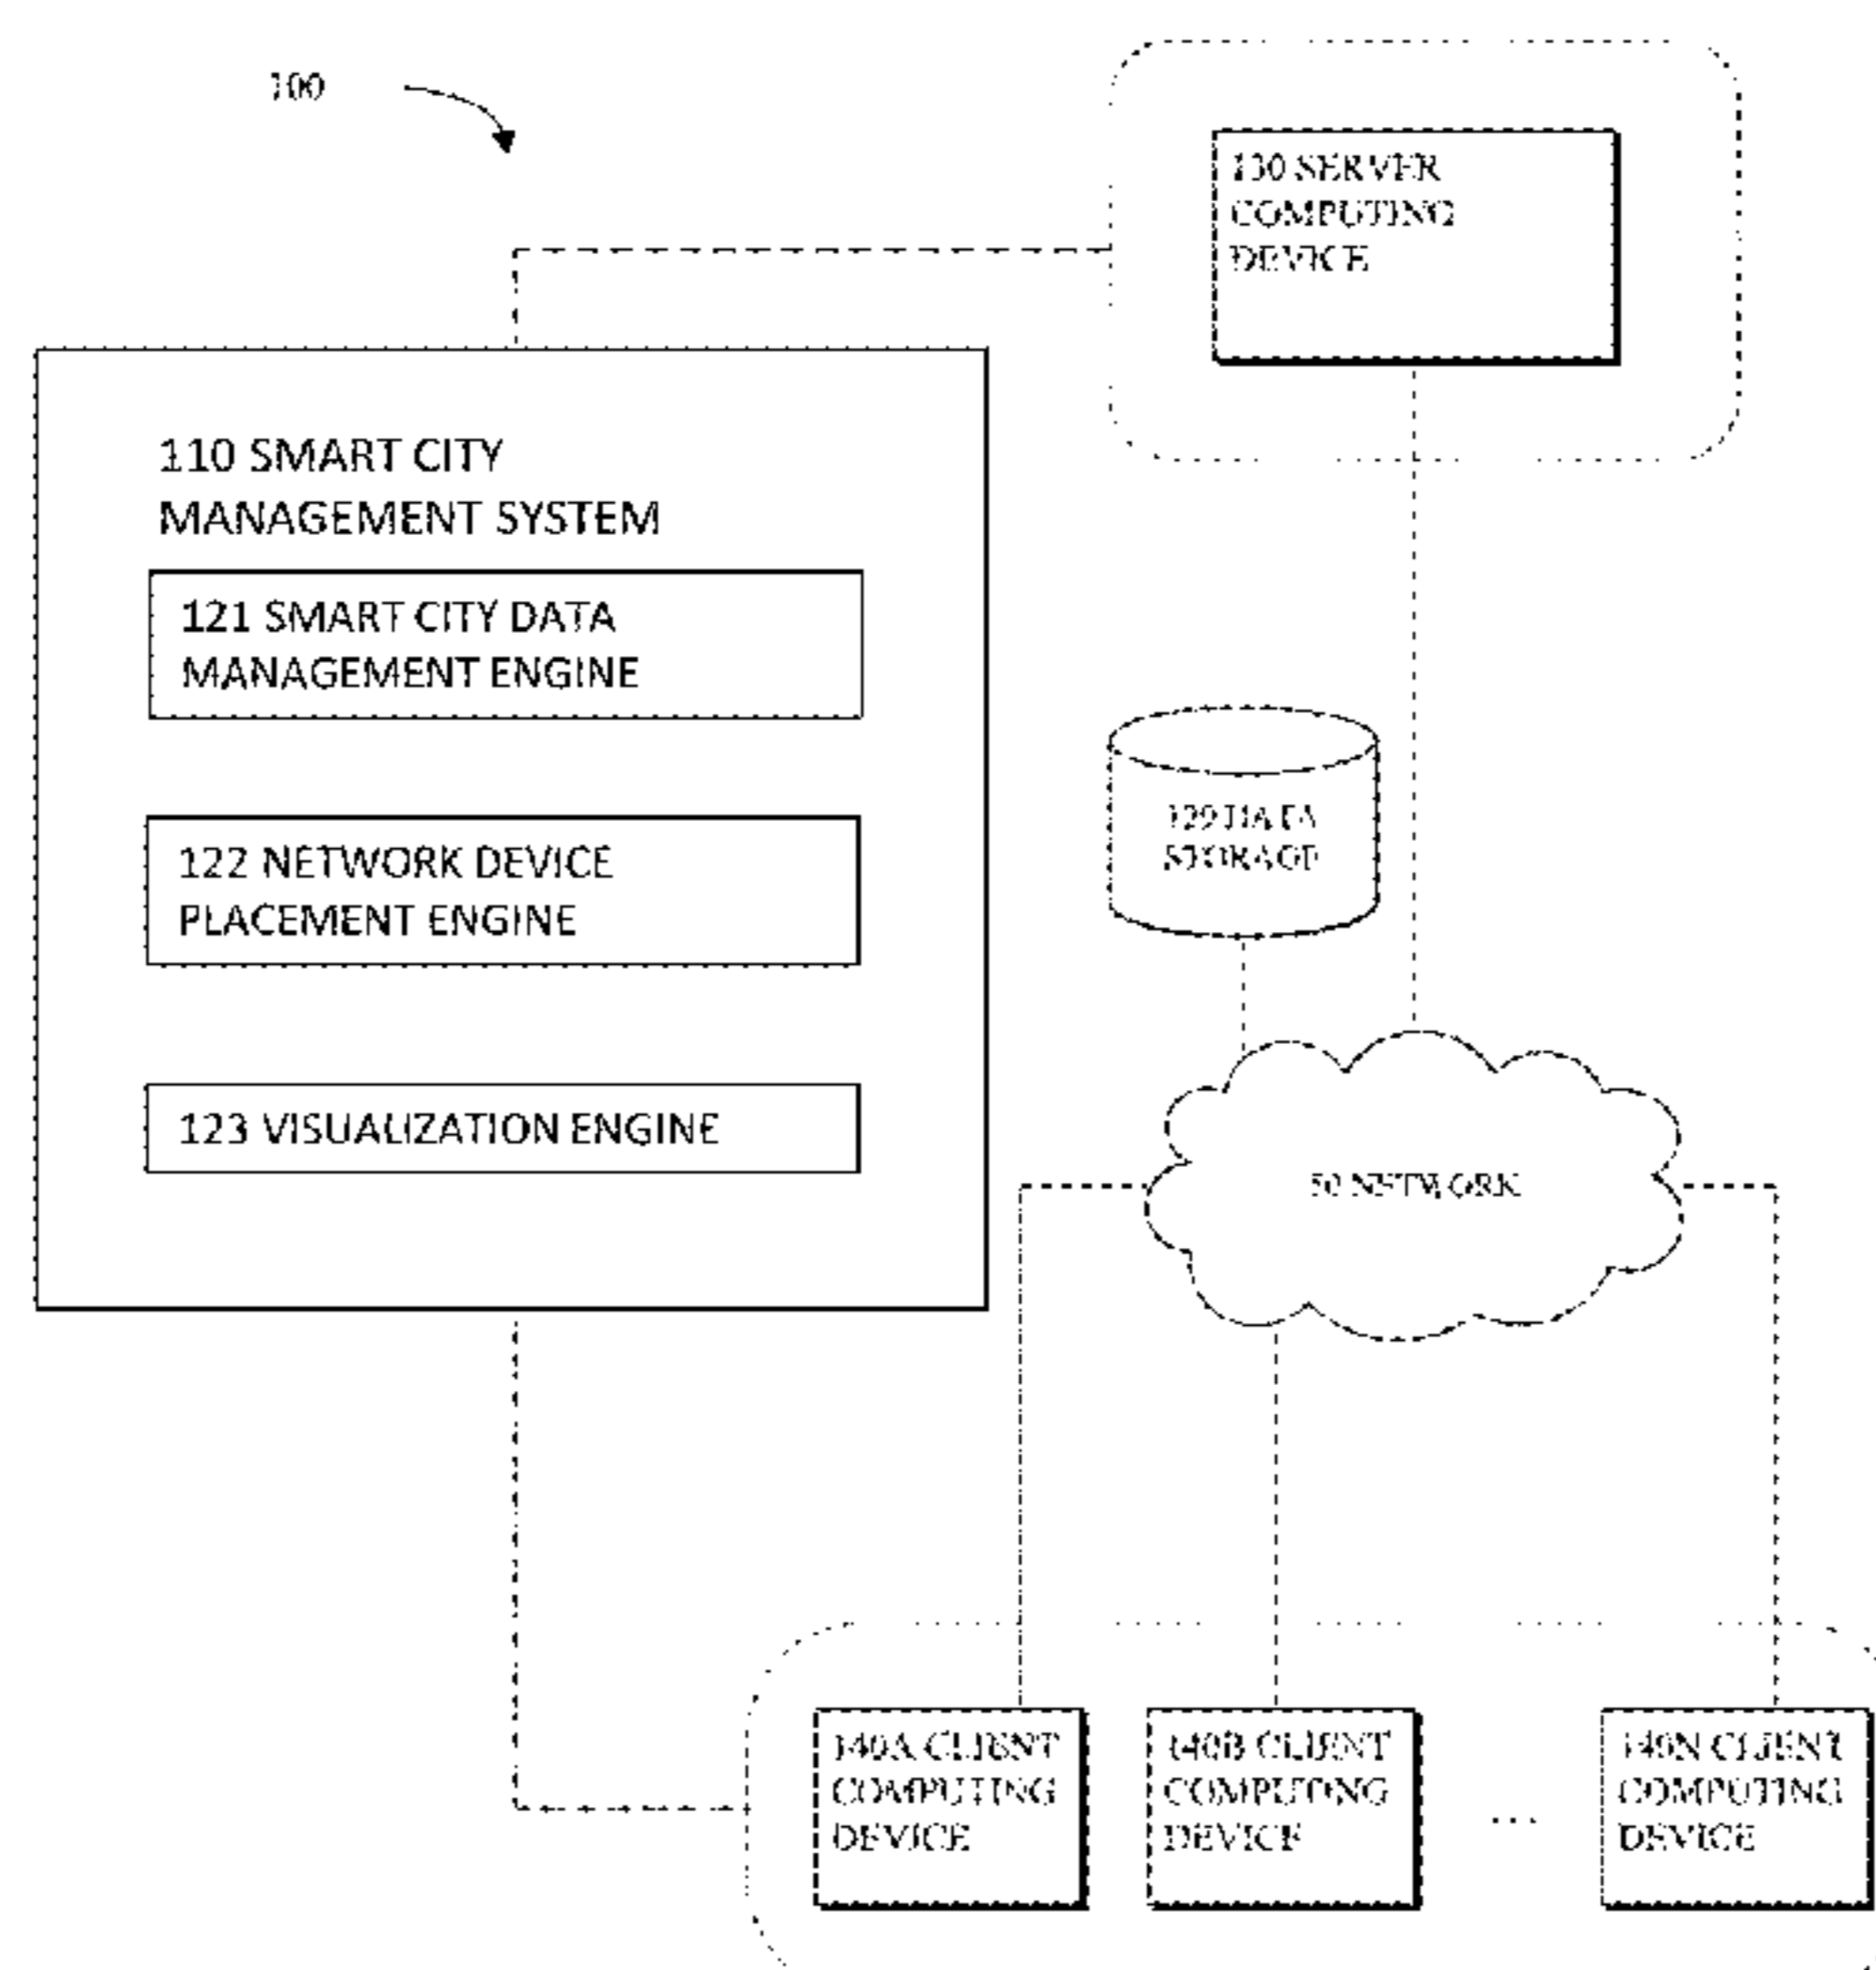 100
130 SERVER
COMPUTING
DEVICE
110 SMART CITY
MANAGEMENT SYSTEM
121 SMART CITY DATA
MANAGEMENT ENGINE
122 NETWORK DEVICE
PLACEMENT ENGINE
123 VISUALIZATION ENGINE
129 DATA
STORAGE
50 NETWORK
140A CLIENT
COMPUTING
DEVICE
140B CLIENT
COMPUTING
DEVICE
...
140N CLIENT
COMPUTING
DEVICE